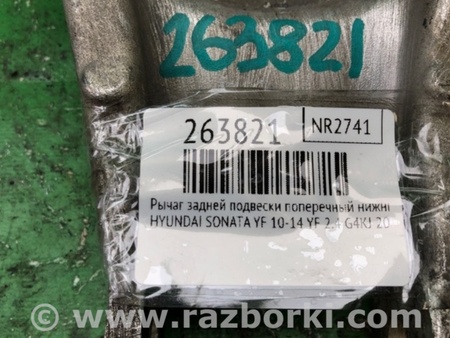 263821
263821
NR2741
Рычаг задней подвески поперечный нижн
HYUNDAI SONATA YF 10-14 YF 2.4 G4KJ 20
© www.razborki.com